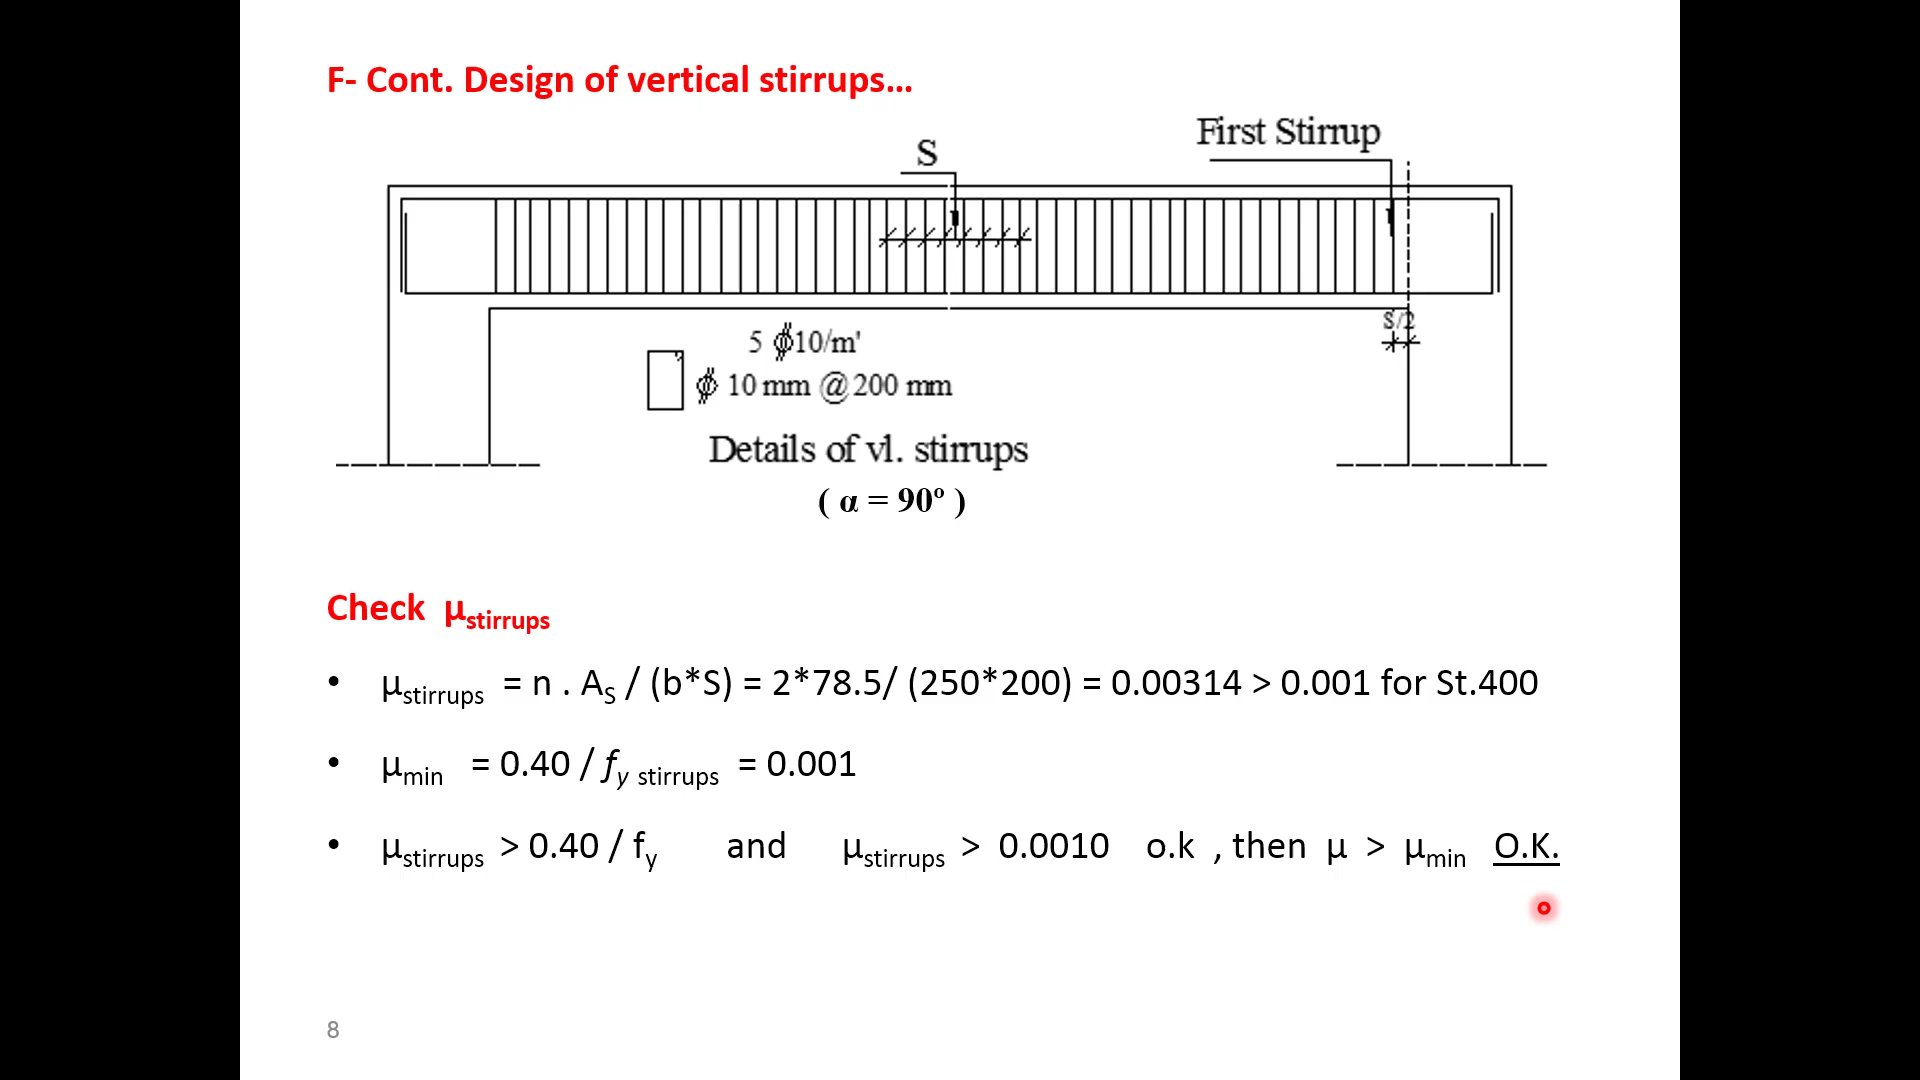 F- Cont. Design of vertical stirrups...
First Stirrup
S
S/2
5 ϕ10/m'
ϕ 10 mm @ 200 mm
Details of vl. stirrups
( α = 90º )
Check μstirrups
• μstirrups = n . AS / (b*S) = 2*78.5/ (250*200) = 0.00314 > 0.001 for St.400
• μmin = 0.40 / fy stirrups = 0.001
• μstirrups > 0.40 / fy and μstirrups > 0.0010 o.k , then μ > μmin O.K.
8